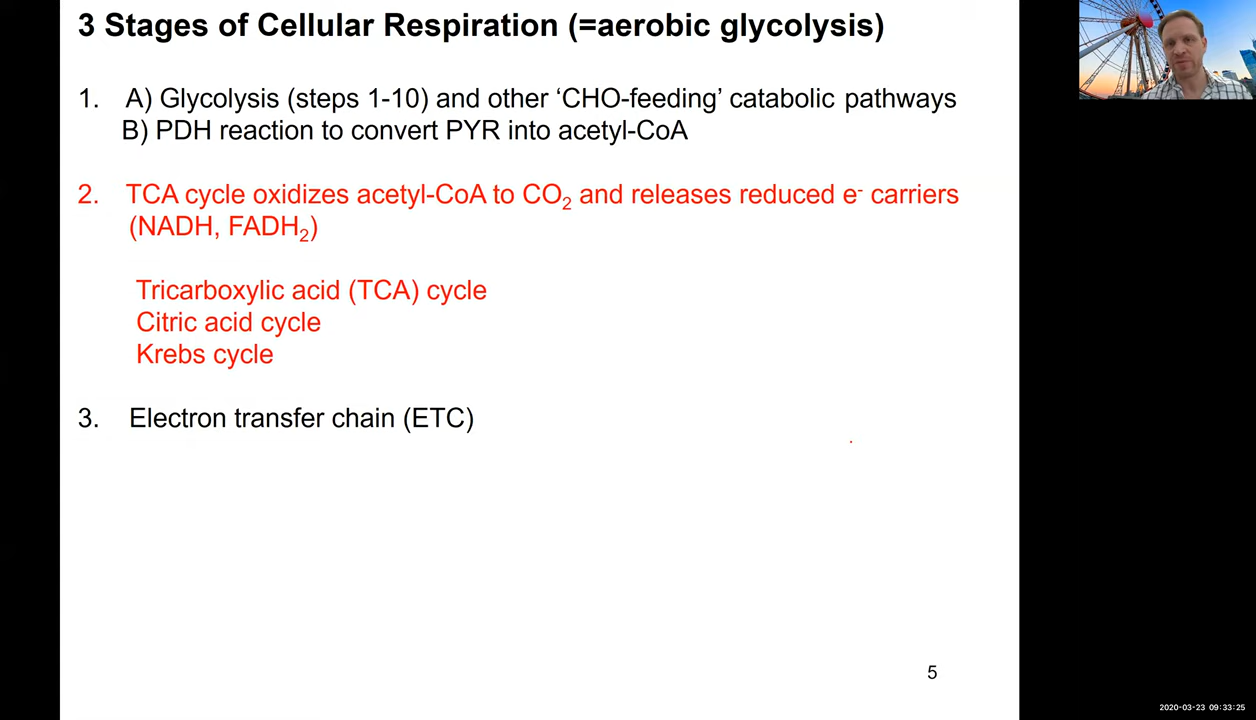 3 Stages of Cellular Respiration (=aerobic glycolysis)
1. A) Glycolysis (steps 1-10) and other ‘CHO-feeding’ catabolic pathways
B) PDH reaction to convert PYR into acetyl-CoA
2. TCA cycle oxidizes acetyl-CoA to CO₂ and releases reduced e⁻ carriers
(NADH, FADH₂)
Tricarboxylic acid (TCA) cycle
Citric acid cycle
Krebs cycle
3. Electron transfer chain (ETC)
5
2020-03-23 09:33:25